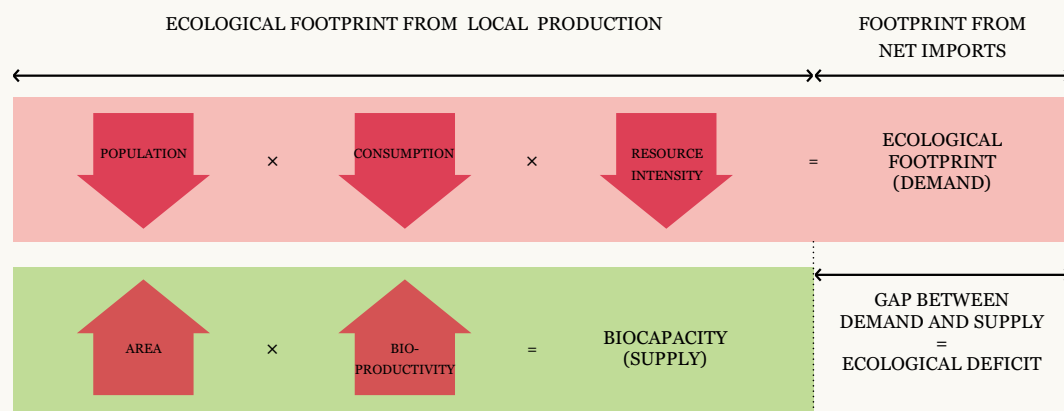 ECOLOGICAL FOOTPRINT FROM LOCAL PRODUCTION
FOOTPRINT FROM
NET IMPORTS
POPULATION
×
CONSUMPTION
×
RESOURCE
INTENSITY
=
ECOLOGICAL
FOOTPRINT
(DEMAND)
AREA
×
BIO-
PRODUCTIVITY
=
BIOCAPACITY
(SUPPLY)
GAP BETWEEN
DEMAND AND SUPPLY
=
ECOLOGICAL DEFICIT